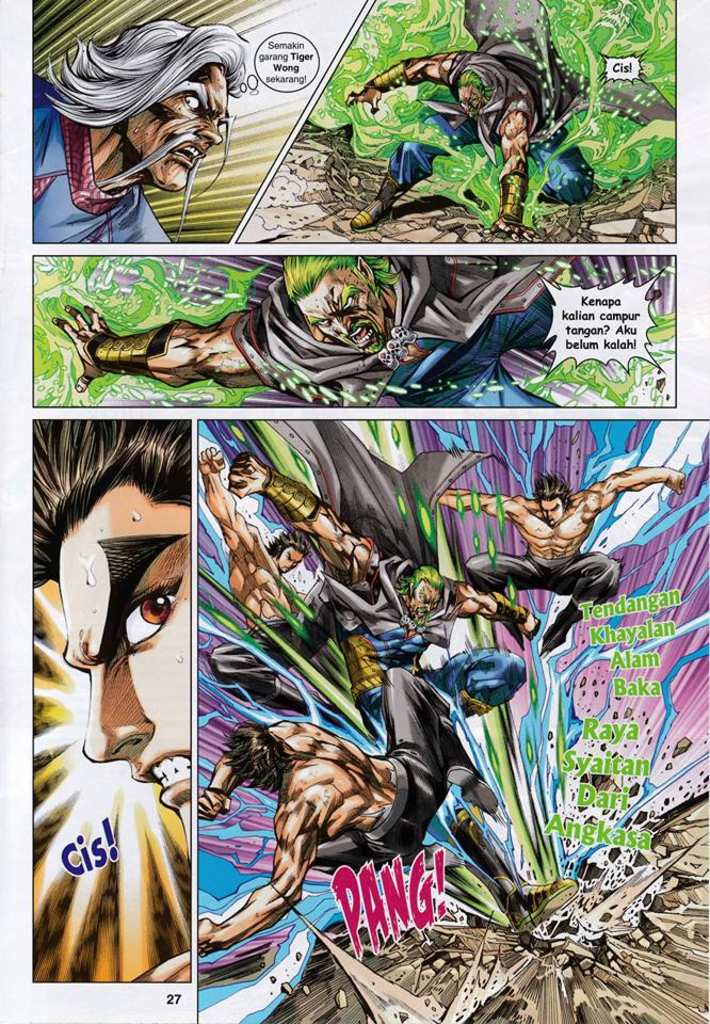 Semakin
garang Tiger
Wong
sekarang!
Cis!
Kenapa
kalian campur
tangan? Aku
belum kalah!
Cis!
Tendangan
Khayalan
Alam
Baka
Raya
Syaitan
Dari
Angkasa
PANG!
27